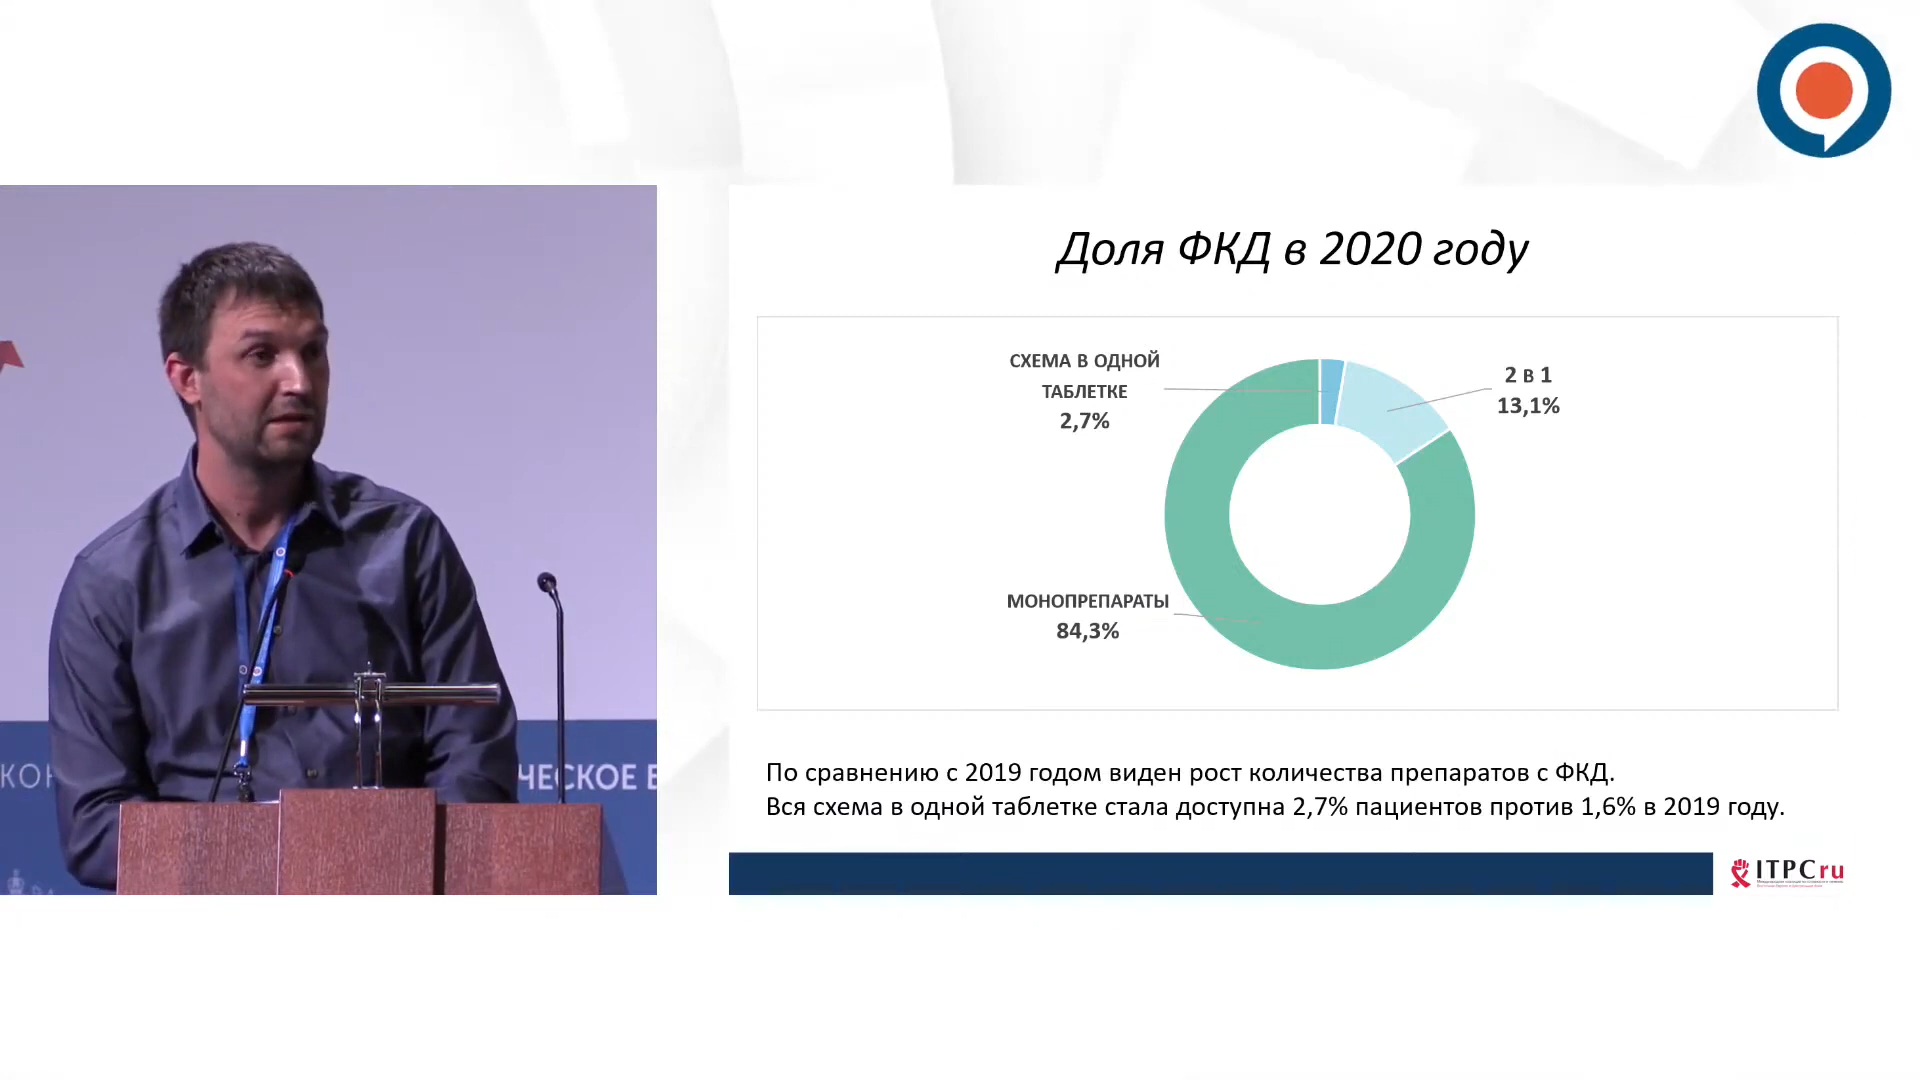 Доля ФКД в 2020 году
СХЕМА В ОДНОЙ
ТАБЛЕТКЕ
2,7%
2 В 1
13,1%
МОНОПРЕПАРАТЫ
84,3%
По сравнению с 2019 годом виден рост количества препаратов с ФКД.
Вся схема в одной таблетке стала доступна 2,7% пациентов против 1,6% в 2019 году.
ITPCru